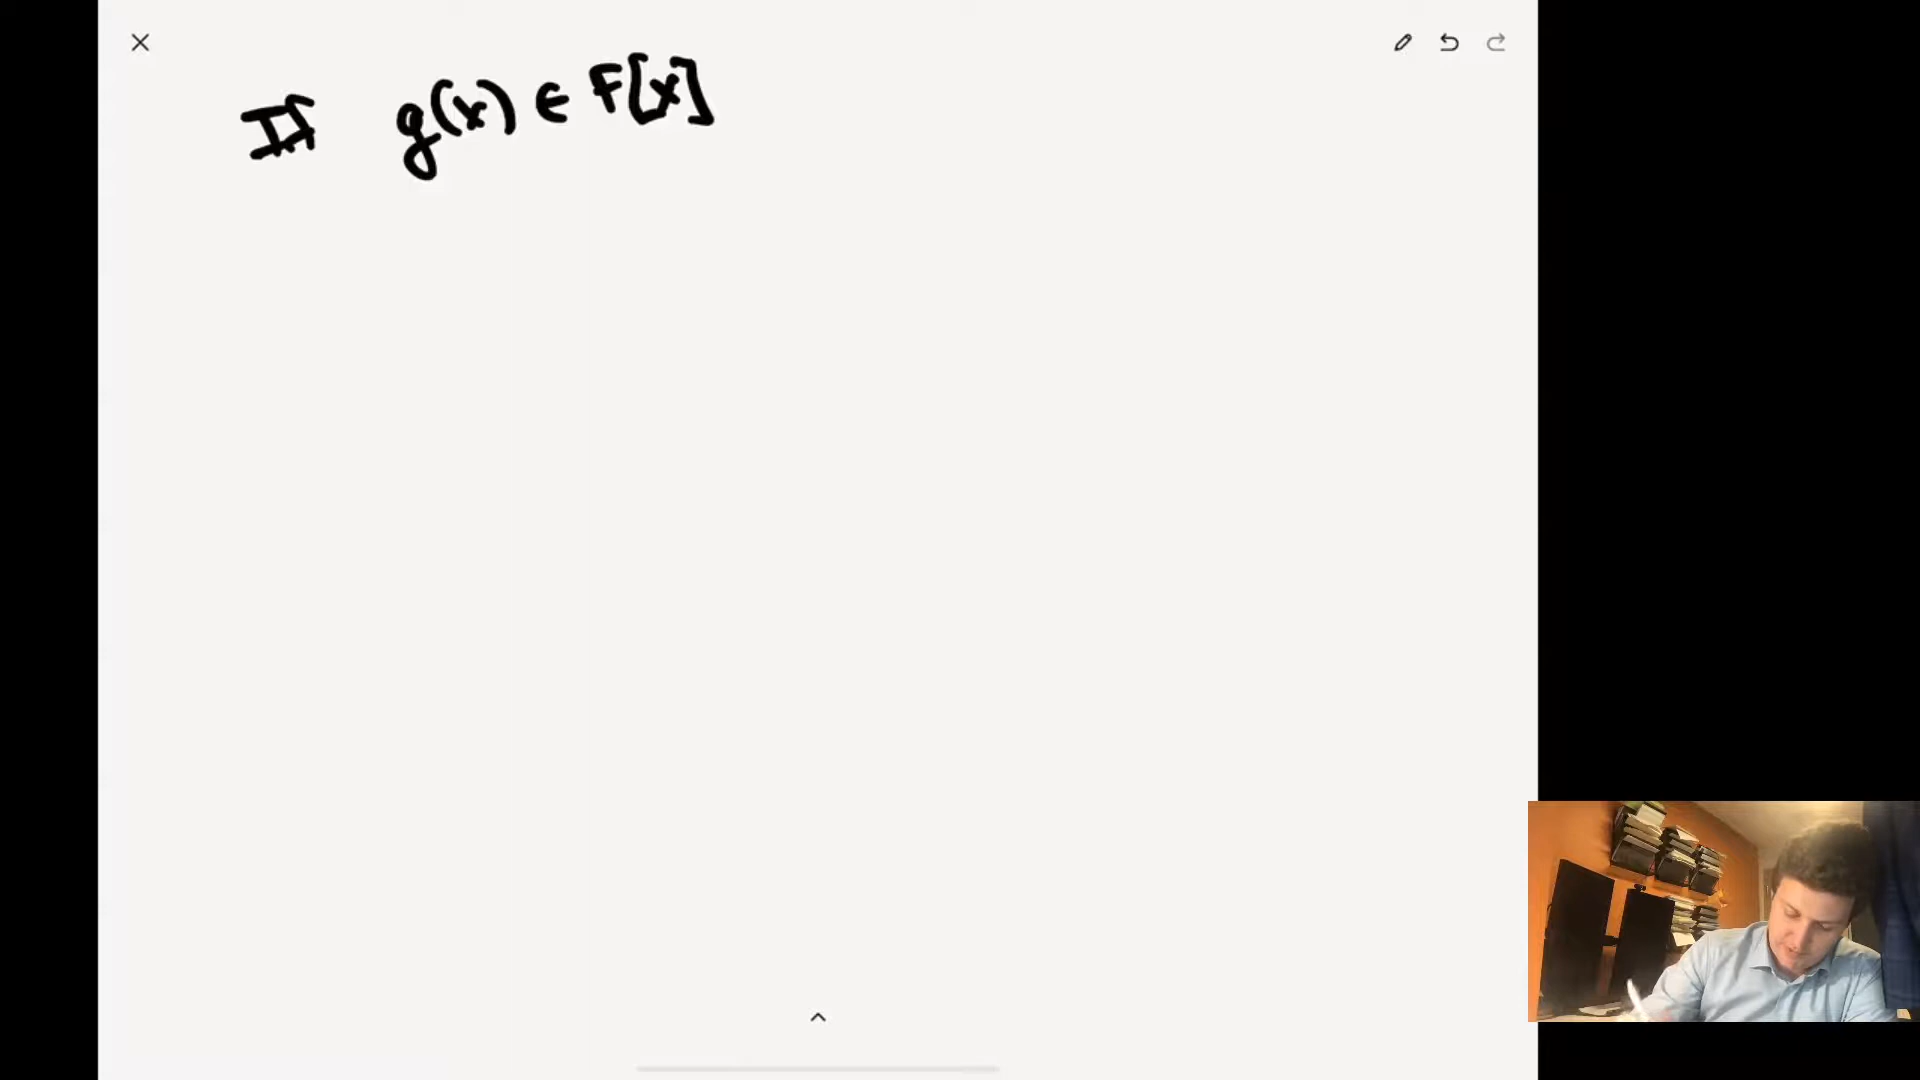 If g(x) ∈ F[x]